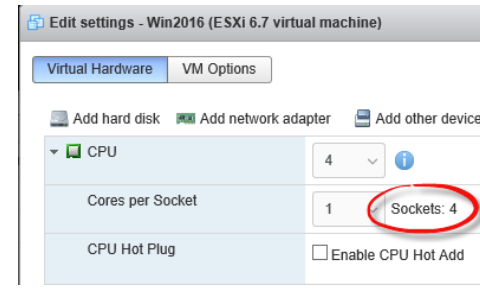 Edit settings - Win2016 (ESXi 6.7 virtual machine)
Virtual Hardware VM Options
Add hard disk Add network adapter Add other device
CPU 4
Cores per Socket 1 Sockets: 4
CPU Hot Plug Enable CPU Hot Add